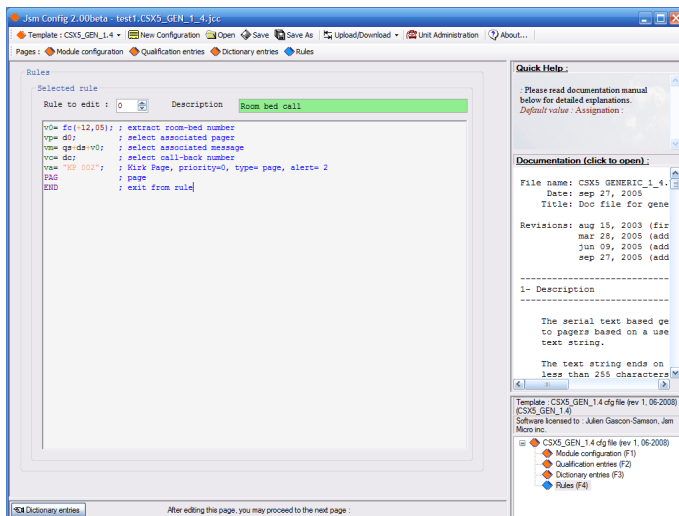 Jsm Config 2.00beta - test1.CSX5_GEN_1_4.jcc
Template : CSX5_GEN_1.4 New Configuration Open Save Save As Upload/Download Unit Administration About...
Pages : Module configuration Qualification entries Dictionary entries Rules
Rules
Selected rule
Rule to edit : 0 Description Room bed call
v0= fc(+12,05); ; extract room-bed number
vp= d0; ; select associated pager
vm= qs+ds+v0; ; select associated message
vc= dc; ; select call-back number
va= "KP 002"; ; Kirk Page, priority=0, type= page, alert= 2
PAG ; page
END ; exit from rule
Quick Help :
: Please read documentation manual
below for detailed explanations.
Default value : Assignation :
Documentation (click to open) :
File name: CSX5 GENERIC_1_4.
Date: sep 27, 2005
Title: Doc file for gene
Revisions: aug 15, 2003 (fir
mar 28, 2005 (add
jun 09, 2005 (add
sep 27, 2005 (add
----------------------------
1- Description
----------------------------
The serial text based ge
to pagers based on a use
text string.
The text string ends on
less than 255 characters
Template : CSX5_GEN_1.4 cfg file (rev 1, 06-2008)
(CSX5_GEN_1.4)
Software licensed to : Julien Gascon-Samson, Jsm
Micro inc.
CSX5_GEN_1.4 cfg file (rev 1, 06-2008)
Module configuration (F1)
Qualification entries (F2)
Dictionary entries (F3)
Rules (F4)
Dictionary entries After editing this page, you may proceed to the next page :